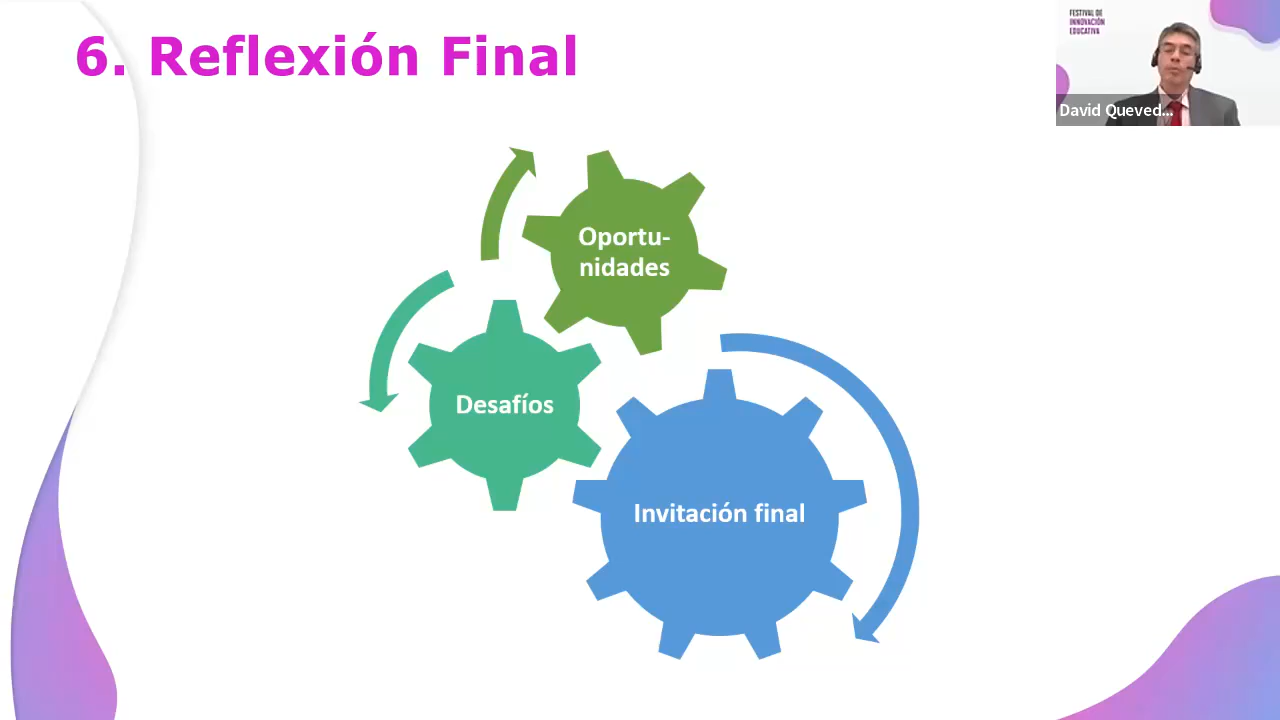 6. Reflexión Final
FESTIVAL DE
INNOVACIÓN
EDUCATIVA
David Queved...
Oportu-
nidades
Desafíos
Invitación final